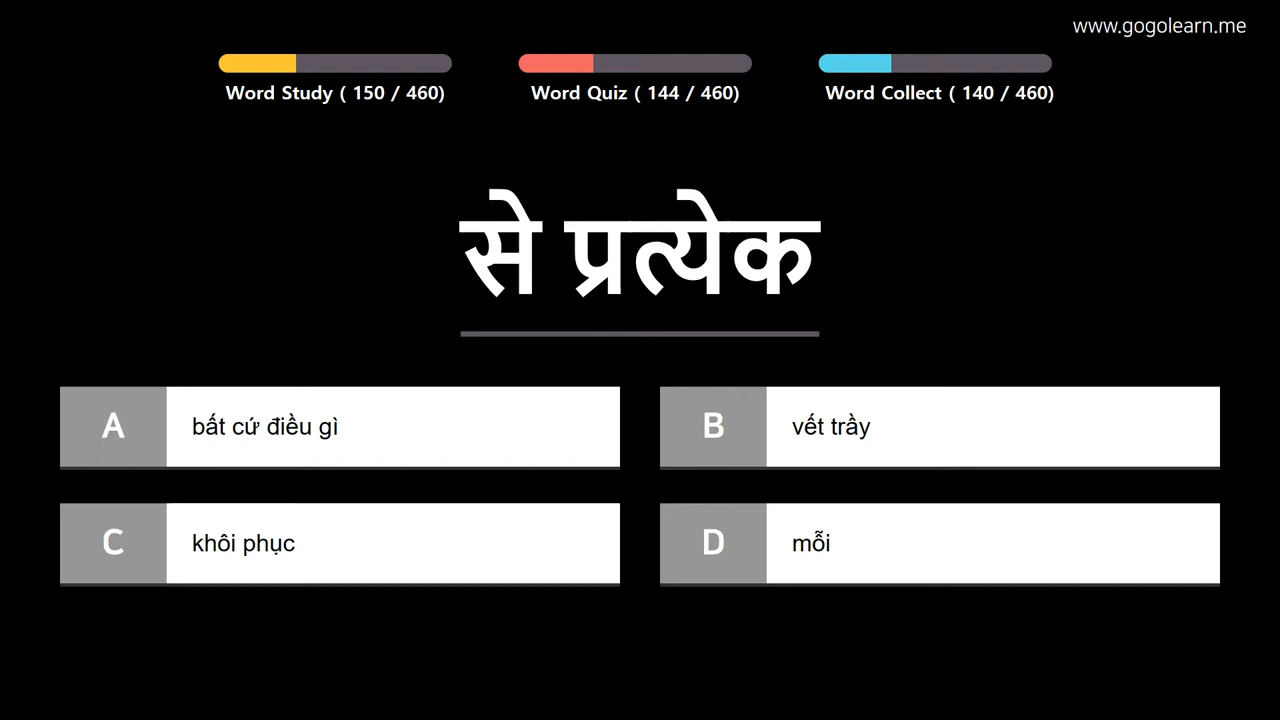 www.gogolearn.me
Word Study ( 150 / 460)
Word Quiz ( 144 / 460)
Word Collect ( 140 / 460)
से प्रत्येक
A bất cứ điều gì
B vết trầy
C khôi phục
D mỗi